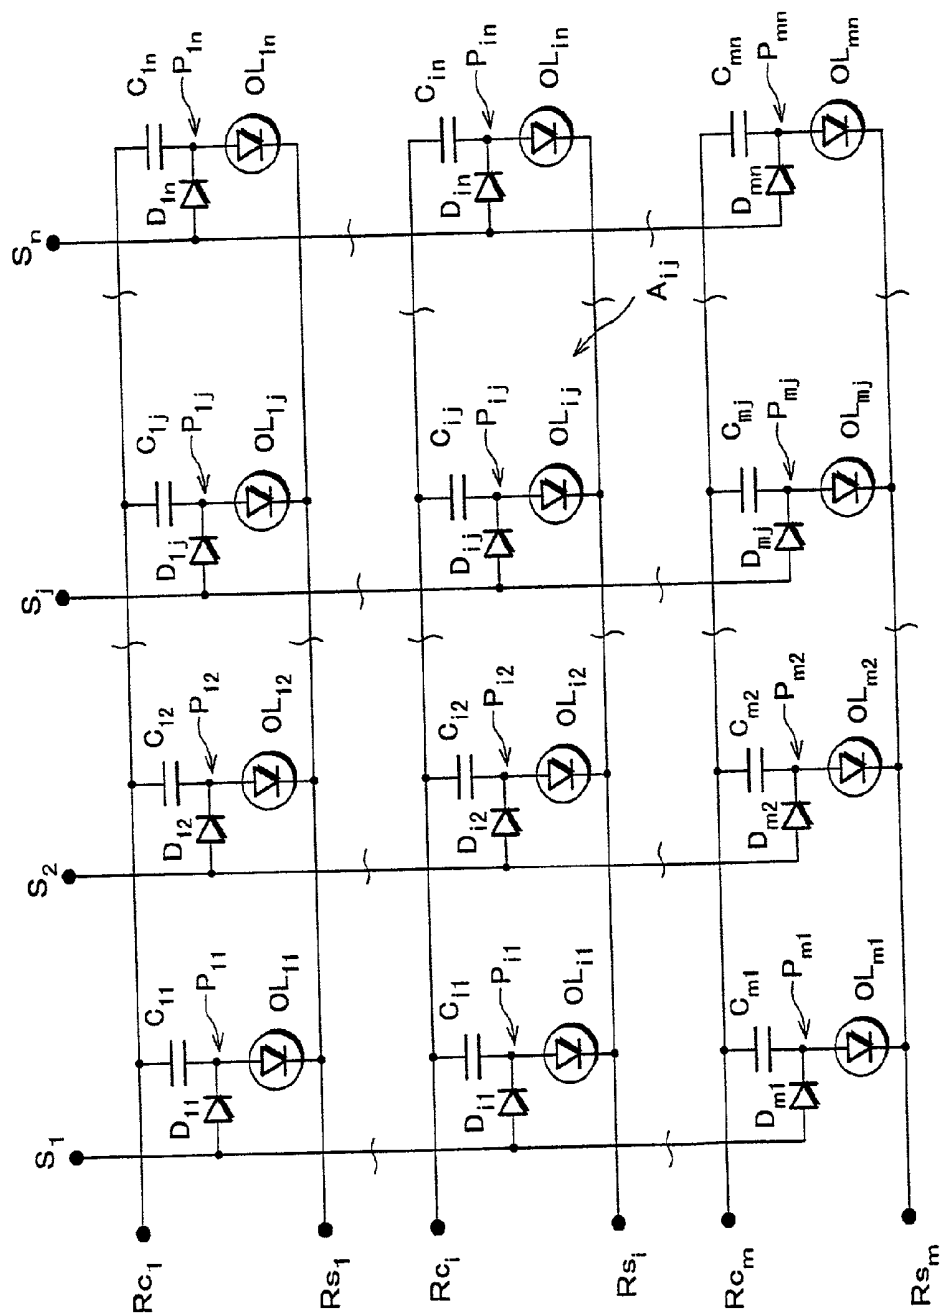 S₁ S₂ Sⱼ Sₙ
Rc₁
C₁₁ C₁₂ C₁ⱼ C₁ₙ
P₁₁ P₁₂ P₁ⱼ P₁ₙ
D₁₁ D₁₂ D₁ⱼ D₁ₙ
OL₁₁ OL₁₂ OL₁ⱼ OL₁ₙ
Rs₁
Rcᵢ
Cᵢ₁ Cᵢ₂ Cᵢⱼ Cᵢₙ
Pᵢ₁ Pᵢ₂ Pᵢⱼ Pᵢₙ
Dᵢ₁ Dᵢ₂ Dᵢⱼ Dᵢₙ
OLᵢ₁ OLᵢ₂ OLᵢⱼ OLᵢₙ
Rsᵢ
Aᵢⱼ
Rcₘ
Cₘ₁ Cₘ₂ Cₘⱼ Cₘₙ
Pₘ₁ Pₘ₂ Pₘⱼ Pₘₙ
Dₘ₁ Dₘ₂ Dₘⱼ Dₘₙ
OLₘ₁ OLₘ₂ OLₘⱼ OLₘₙ
Rsₘ